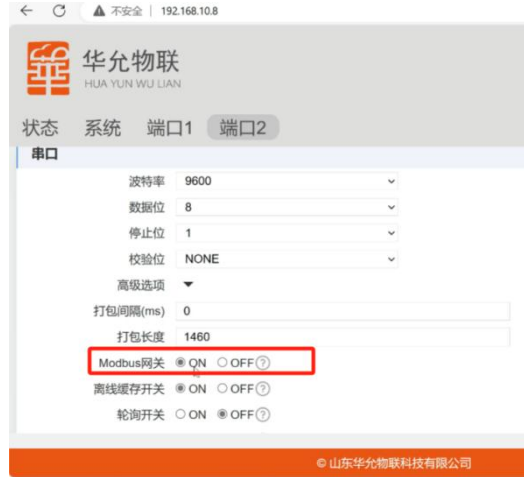 不安全 | 192.168.10.8
华允物联
HUA YUN WU LIAN
状态 系统 端口1 端口2
串口
波特率 9600
数据位 8
停止位 1
校验位 NONE
高级选项
打包间隔(ms) 0
打包长度 1460
Modbus网关 ON OFF ?
离线缓存开关 ON OFF ?
轮询开关 ON OFF ?
© 山东华允物联科技有限公司